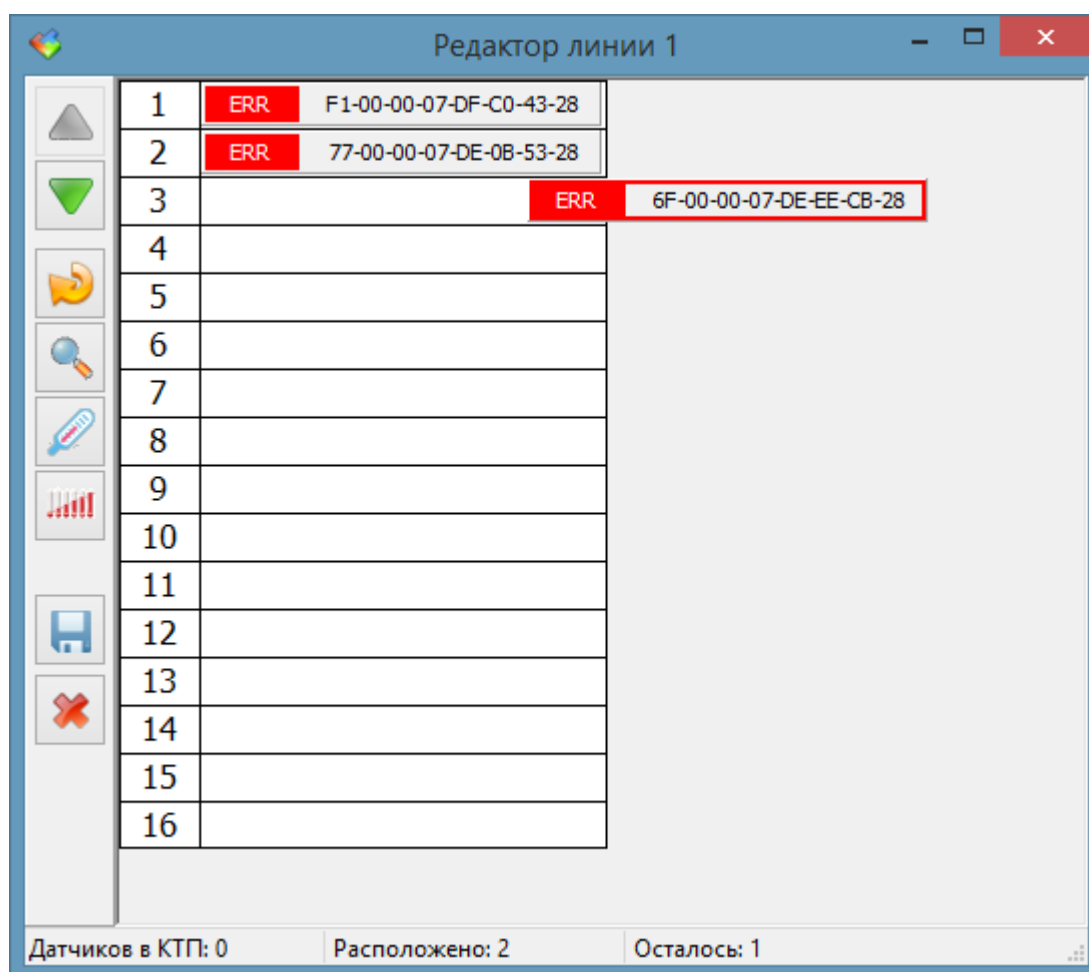 Редактор линии 1
1 ERR F1-00-00-07-DF-C0-43-28
2 ERR 77-00-00-07-DE-0B-53-28
3 ERR 6F-00-00-07-DE-EE-CB-28
4
5
6
7
8
9
10
11
12
13
14
15
16
Датчиков в КТП: 0 Расположено: 2 Осталось: 1